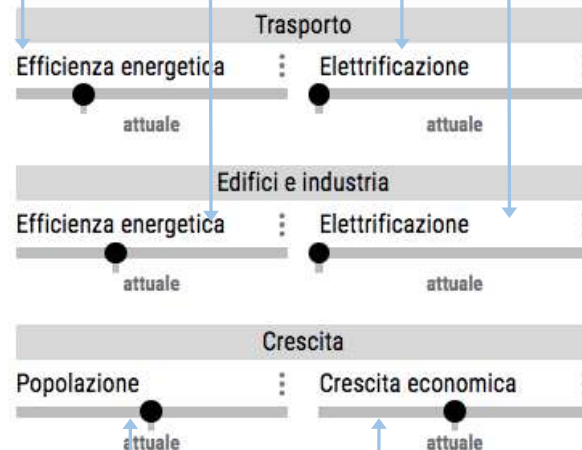 Trasporto
Efficienza energetica Elettrificazione
attuale attuale
Edifici e industria
Efficienza energetica Elettrificazione
attuale attuale
Crescita
Popolazione Crescita economica
attuale attuale